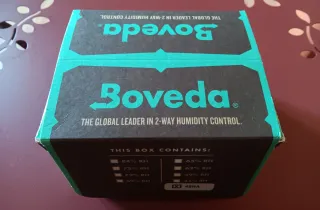 THE GLOBAL LEADER IN 2-WAY HUMIDITY CONTROL.
Boveda
Boveda®
THE GLOBAL LEADER IN 2-WAY HUMIDITY CONTROL.
THIS BOX CONTAINS: